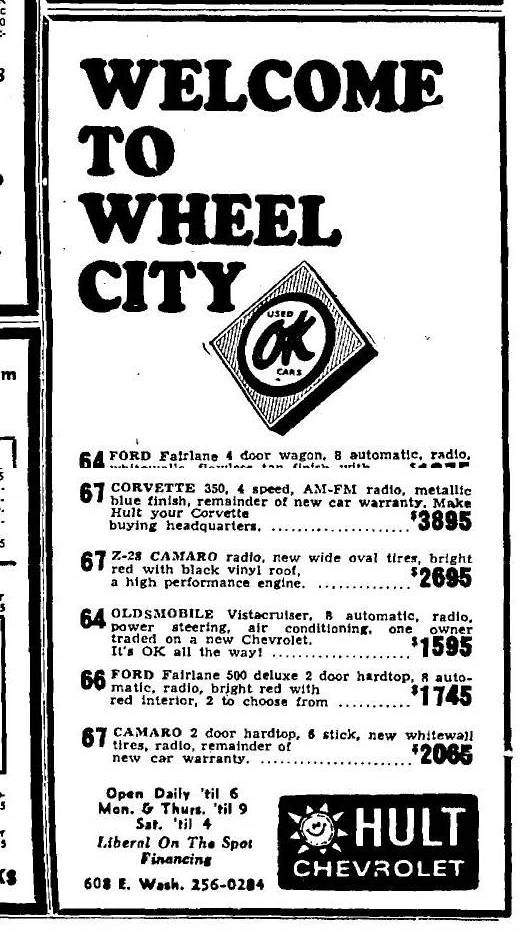 WELCOME
TO
WHEEL
CITY
USED
OK
CARS
64 FORD Fairlane 4 door wagon, 8 automatic, radio,
67 CORVETTE 350, 4 speed, AM-FM radio, metallic
blue finish, remainder of new car warranty. Make
Hult your Corvette
buying headquarters. ..................... $3895
67 Z-28 CAMARO radio, new wide oval tires, bright
red with black vinyl roof,
a high performance engine. .............. $2695
64 OLDSMOBILE Vistacruiser, 8 automatic, radio,
power steering, air conditioning, one owner
traded on a new Chevrolet.
It's OK all the way! ..................... $1595
66 FORD Fairlane 500 deluxe 2 door hardtop, 8 auto-
matic, radio, bright red with
red interior, 2 to choose from ........... $1745
67 CAMARO 2 door hardtop, 6 stick, new whitewall
tires, radio, remainder of
new car warranty. ....................... $2065
Open Daily 'til 6
Mon. & Thurs. 'til 9
Sat. 'til 4
Liberal On The Spot
Financing
608 E. Wash. 256-0284
HULT
CHEVROLET